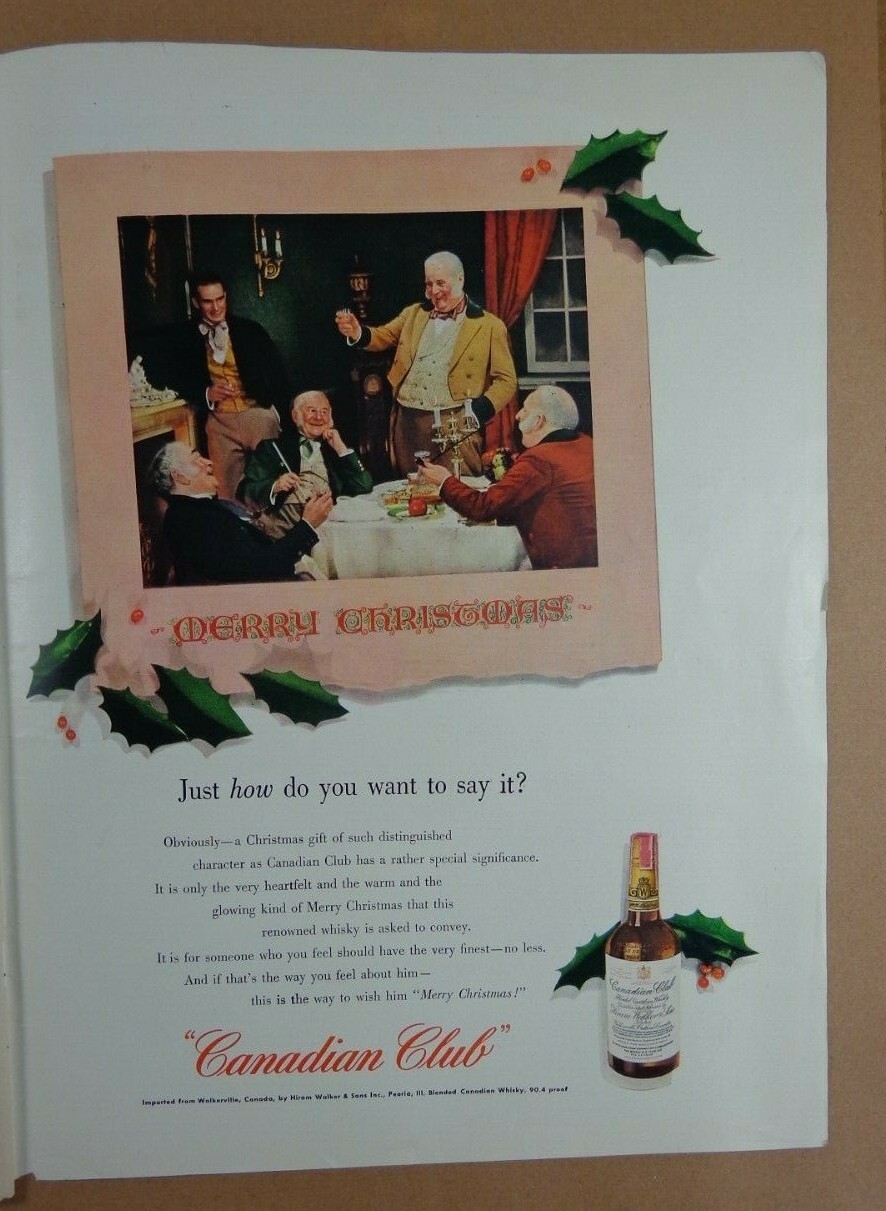 MERRY CHRISTMAS
Just how do you want to say it?
Obviously—a Christmas gift of such distinguished
character as Canadian Club has a rather special significance.
It is only the very heartfelt and the warm and the
glowing kind of Merry Christmas that this
renowned whisky is asked to convey.
It is for someone who you feel should have the very finest—no less.
And if that's the way you feel about him—
this is the way to wish him "Merry Christmas!"
"Canadian Club"
Imported from Walkerville, Canada, by Hiram Walker & Sons Inc., Peoria, Ill. Blended Canadian Whisky. 90.4 proof
Canadian Club
Hiram Walker & Sons